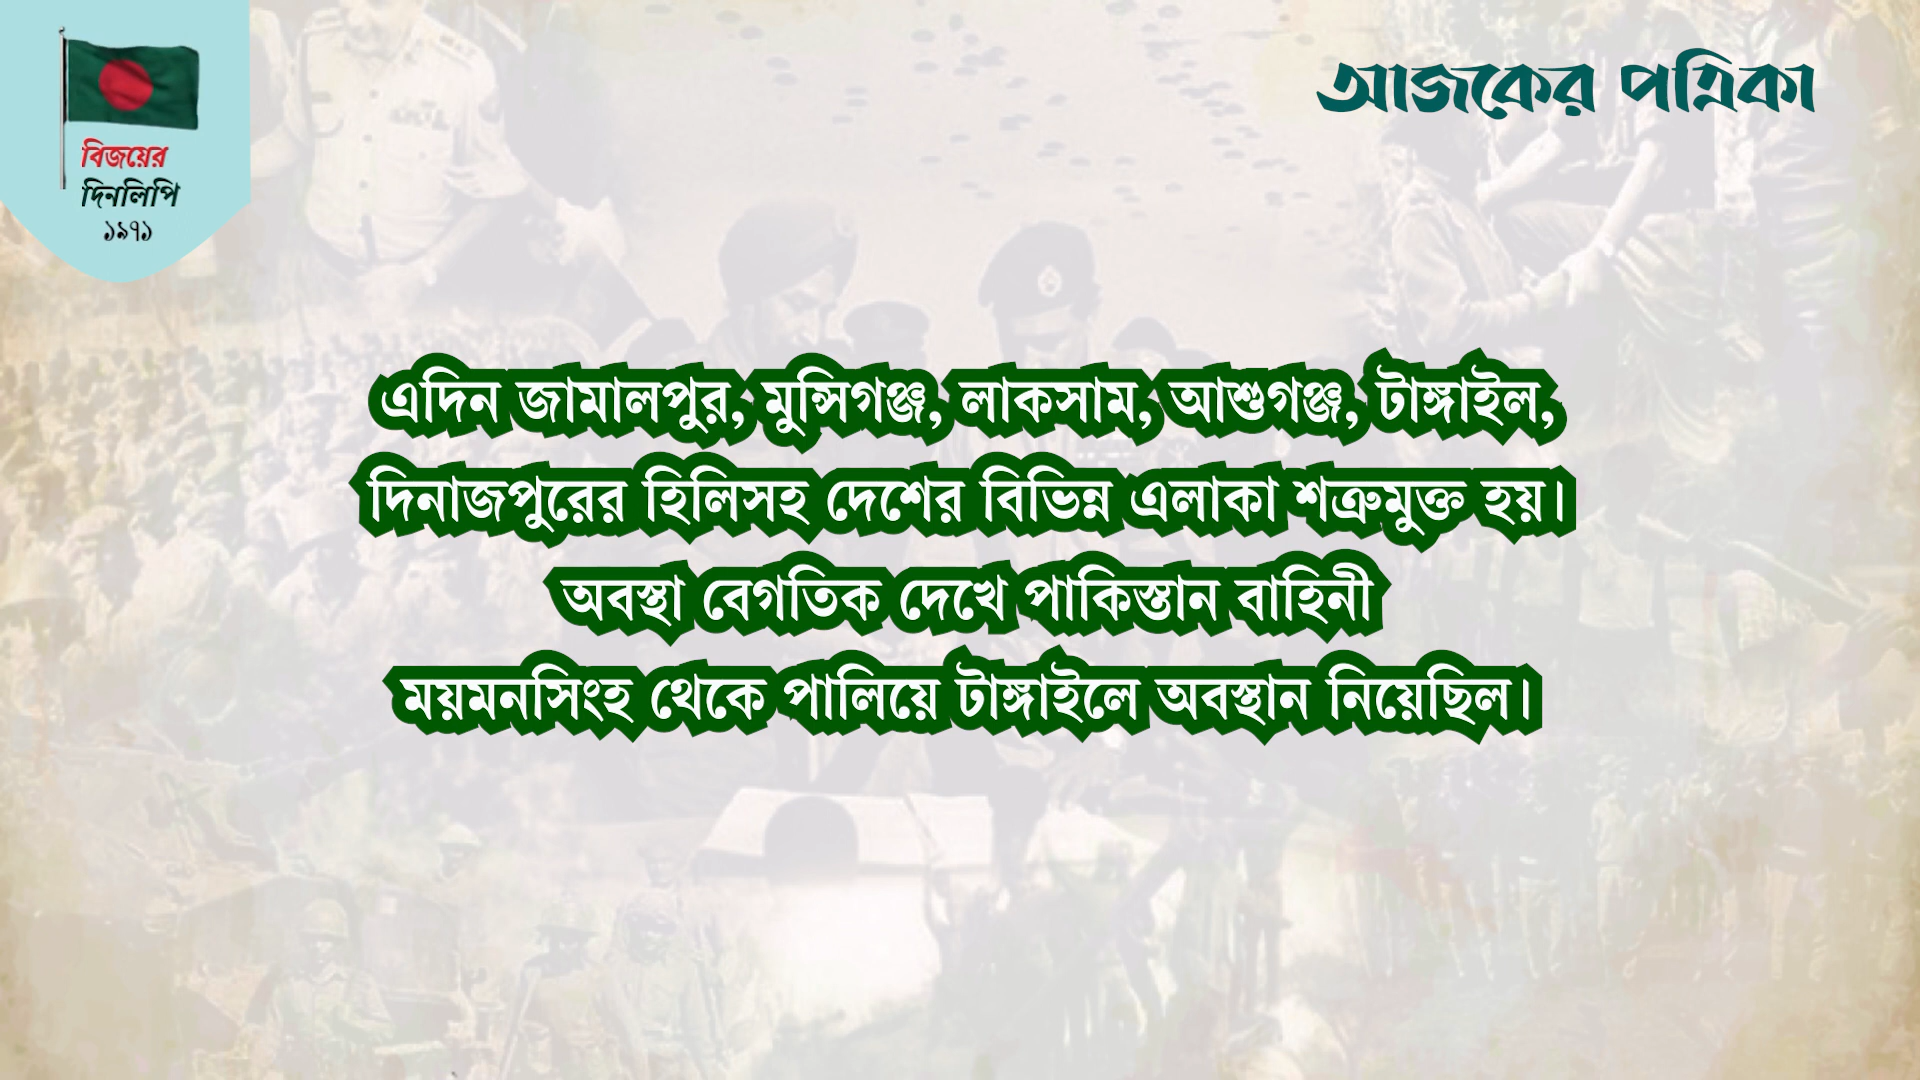 বিজয়ের
দিনলিপি
১৯৭১
আজকের পত্রিকা
এদিন জামালপুর, মুন্সিগঞ্জ, লাকসাম, আশুগঞ্জ, টাঙ্গাইল,
দিনাজপুরের হিলিসহ দেশের বিভিন্ন এলাকা শত্রুমুক্ত হয়।
অবস্থা বেগতিক দেখে পাকিস্তান বাহিনী
ময়মনসিংহ থেকে পালিয়ে টাঙ্গাইলে অবস্থান নিয়েছিল।